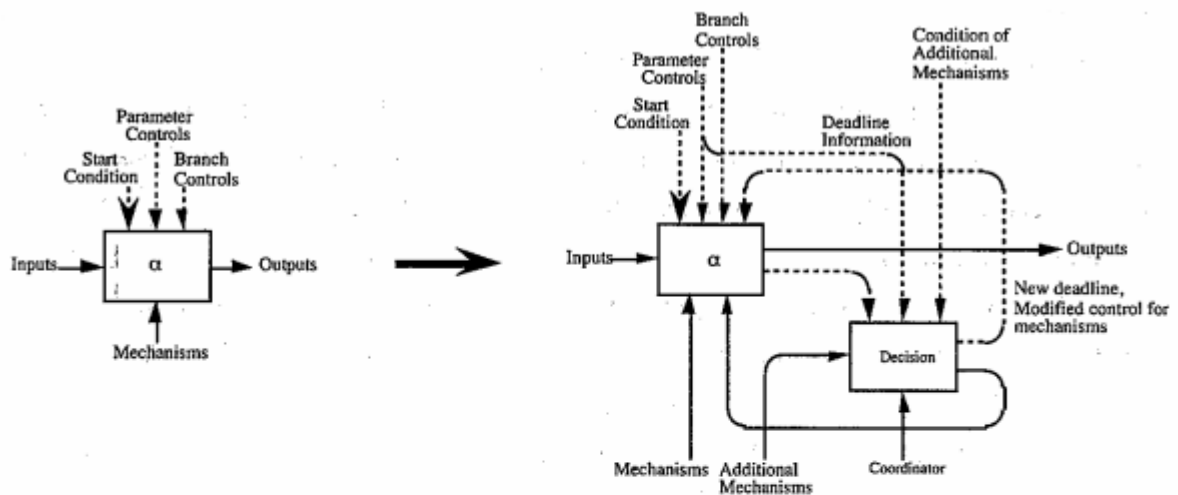 Parameter
Controls
Start
Condition
Branch
Controls
Inputs
α
Outputs
Mechanisms
Branch
Controls
Parameter
Controls
Start
Condition
Condition of
Additional
Mechanisms
Deadline
Information
Inputs
α
Outputs
New deadline,
Modified control for
mechanisms
Decision
Mechanisms
Additional
Mechanisms
Coordinator